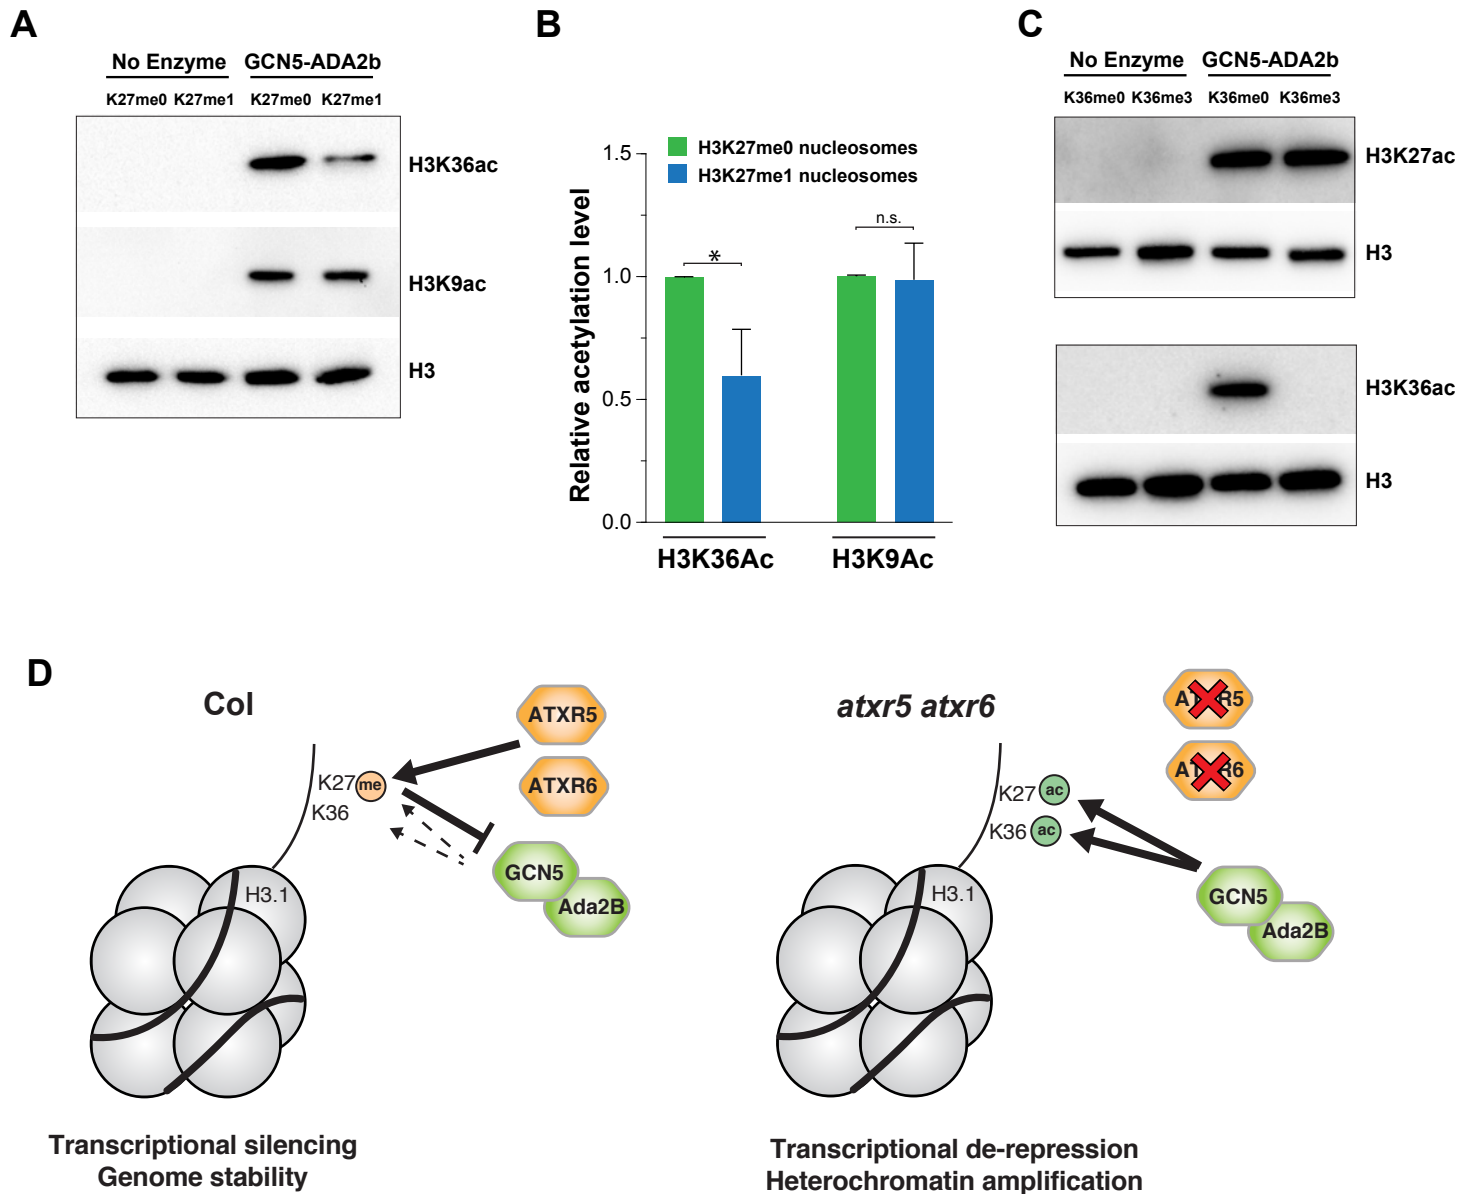 A
No Enzyme GCN5-ADA2b
K27me0 K27me1 K27me0 K27me1
H3K36ac
H3K9ac
H3
B
H3K27me0 nucleosomes
H3K27me1 nucleosomes
Relative acetylation level
1.5
1.0
0.5
0.0
*
n.s.
H3K36Ac H3K9Ac
C
No Enzyme GCN5-ADA2b
K36me0 K36me3 K36me0 K36me3
H3K27ac
H3
H3K36ac
H3
D
Col
ATXR5
ATXR6
K27 me
K36
GCN5
Ada2B
H3.1
Transcriptional silencing
Genome stability
atxr5 atxr6
ATXR5
ATXR6
K27 ac
K36 ac
GCN5
Ada2B
H3.1
Transcriptional de-repression
Heterochromatin amplification